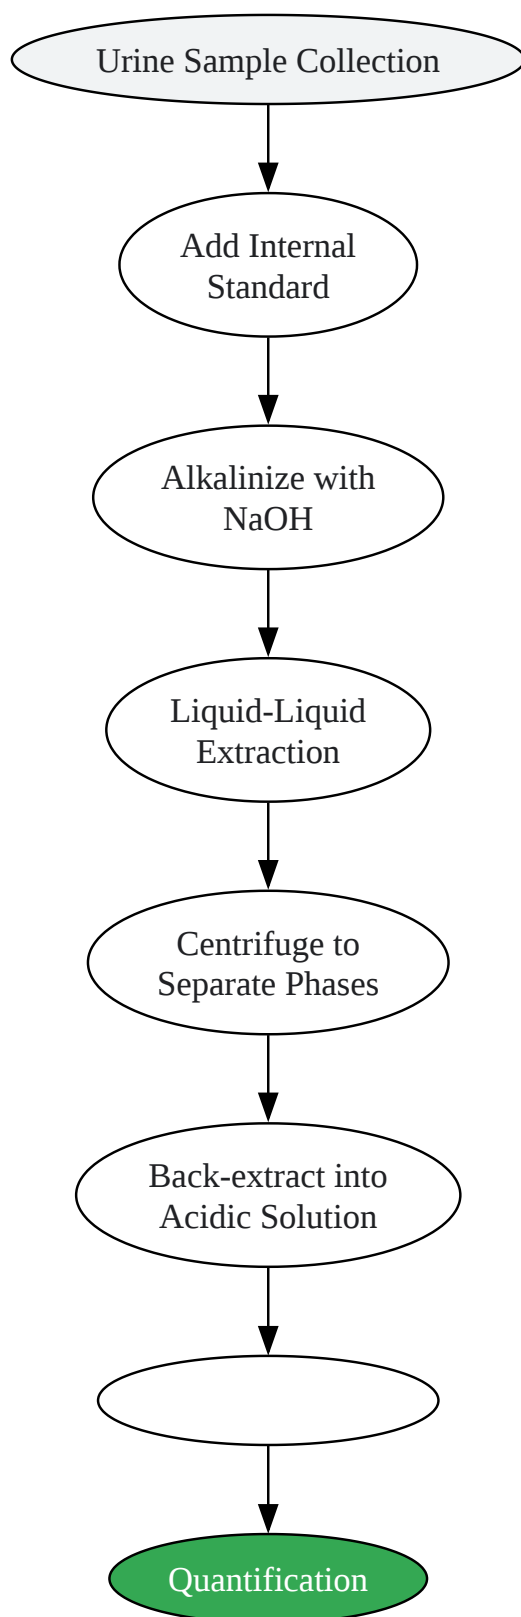 Urine Sample Collection
Add Internal
Standard
Alkalinize with
NaOH
Liquid-Liquid
Extraction
Centrifuge to
Separate Phases
Back-extract into
Acidic Solution
Quantification